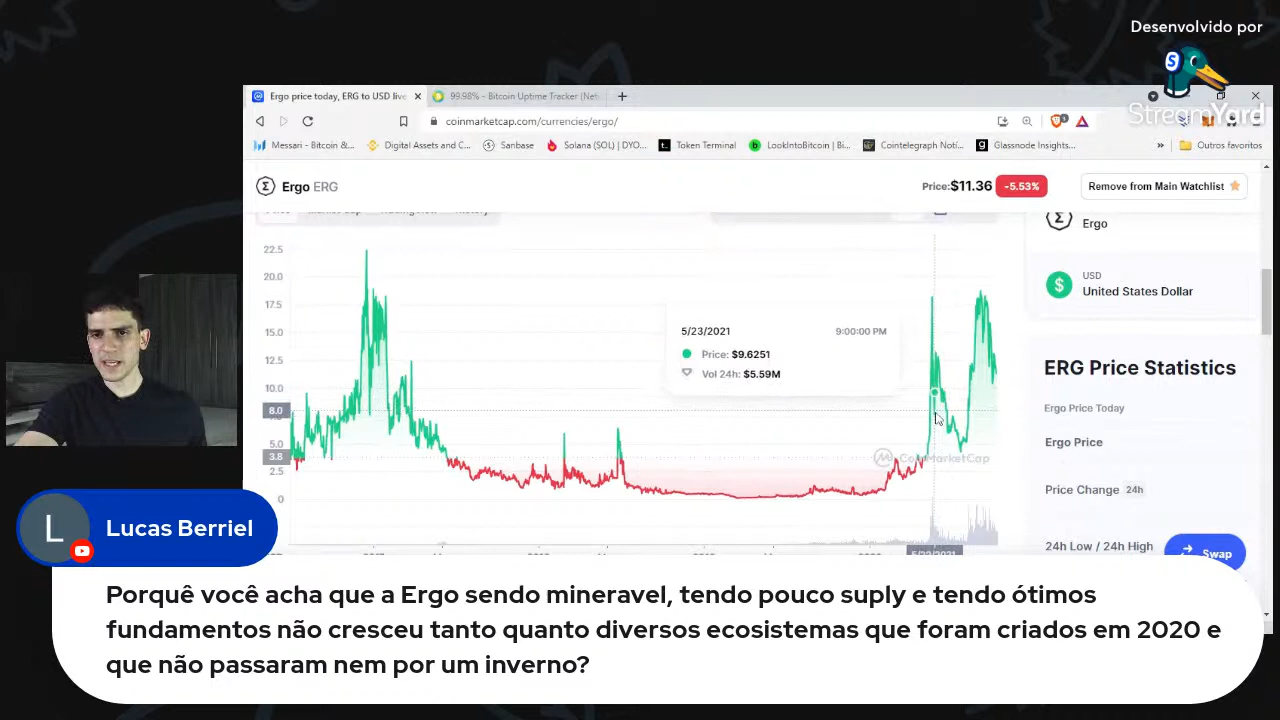 Desenvolvido por
S
StreamYard
Ergo price today, ERG to USD live
99.98% - Bitcoin Uptime Tracker (Net
coinmarketcap.com/currencies/ergo/
Messari - Bitcoin &... Digital Assets and C... Sanbase Solana (SOL) | DYO... Token Terminal LookIntoBitcoin | Bi... Cointelegraph Noti... Glassnode Insights... » Outros favoritos
Ergo ERG
Price: $11.36 -5.53% Remove from Main Watchlist
Ergo
USD
United States Dollar
22.5
20.0
17.5
15.0
12.5
10.0
8.0
5.0
3.8
2.5
0
5/23/2021 9:00:00 PM
Price: $9.6251
Vol 24h: $5.59M
CoinMarketCap
ERG Price Statistics
Ergo Price Today
Ergo Price
Price Change 24h
24h Low / 24h High
Swap
L
Lucas Berriel
Porquê você acha que a Ergo sendo mineravel, tendo pouco suply e tendo ótimos
fundamentos não cresceu tanto quanto diversos ecosistemas que foram criados em 2020 e
que não passaram nem por um inverno?